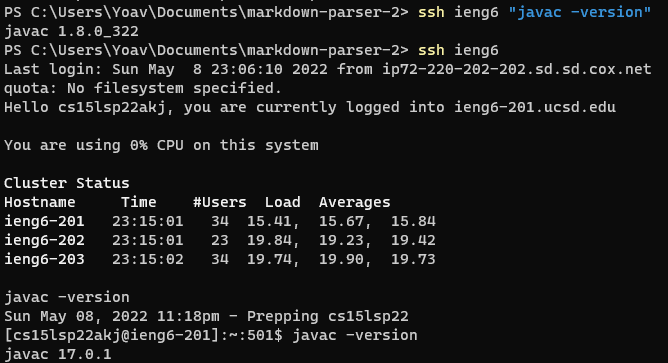 PS C:\Users\Yoav\Documents\markdown-parser-2> ssh ieng6 "javac -version"
javac 1.8.0_322
PS C:\Users\Yoav\Documents\markdown-parser-2> ssh ieng6
Last login: Sun May  8 23:06:10 2022 from ip72-220-202-202.sd.sd.cox.net
quota: No filesystem specified.
Hello cs15lsp22akj, you are currently logged into ieng6-201.ucsd.edu

You are using 0% CPU on this system

Cluster Status
Hostname     Time    #Users  Load  Averages
ieng6-201   23:15:01   34  15.41,  15.67,  15.84
ieng6-202   23:15:01   23  19.84,  19.23,  19.42
ieng6-203   23:15:02   34  19.74,  19.90,  19.73

javac -version
Sun May 08, 2022 11:18pm - Prepping cs15lsp22
[cs15lsp22akj@ieng6-201]:~:501$ javac -version
javac 17.0.1